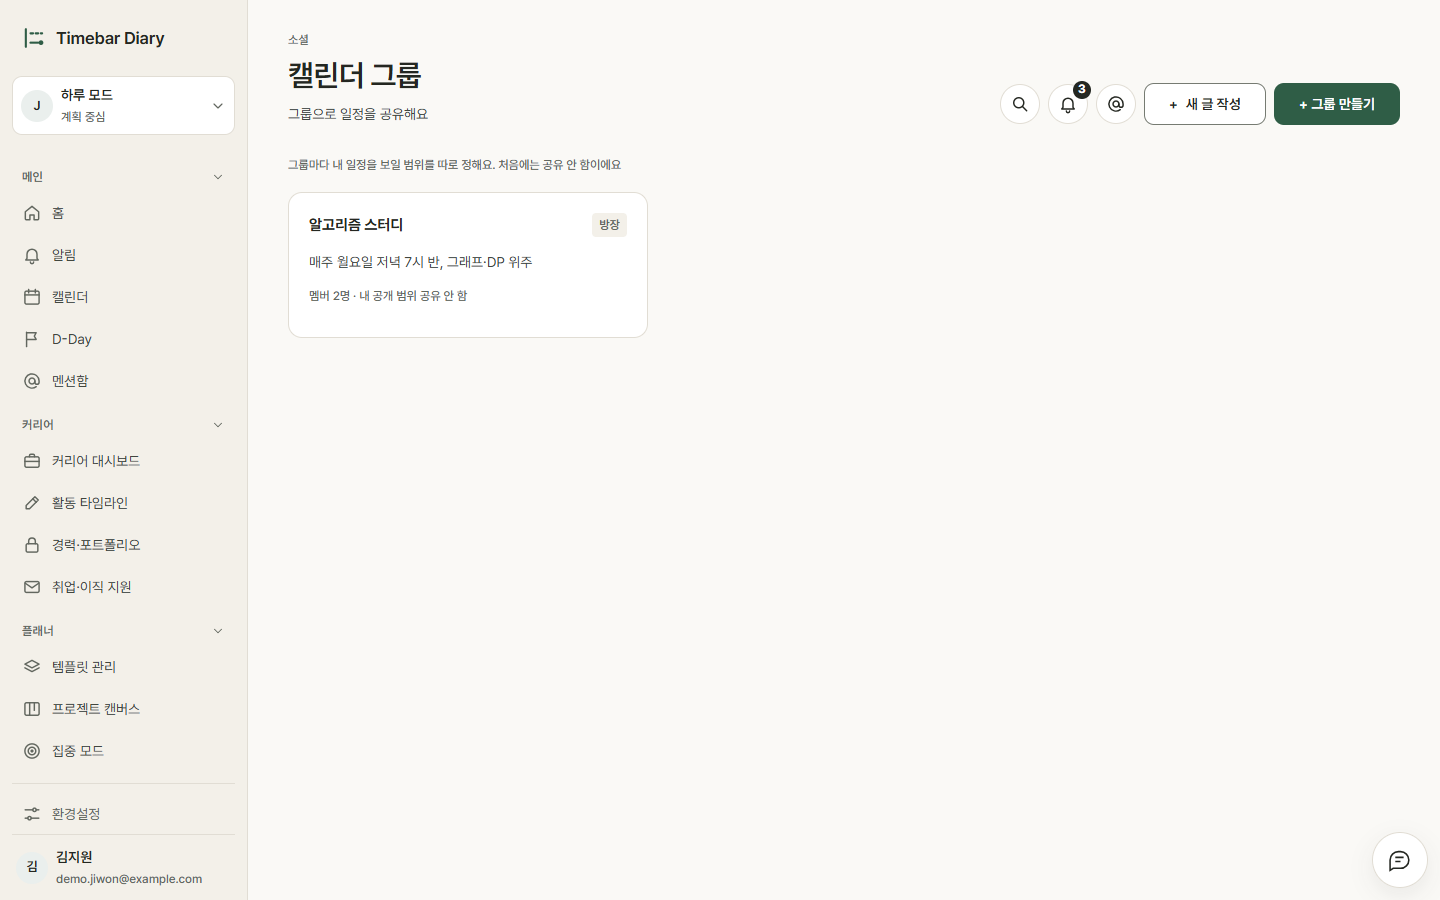 Timebar Diary
J
하루 모드
계획 중심
메인
홈
알림
캘린더
D-Day
멘션함
커리어
커리어 대시보드
활동 타임라인
경력·포트폴리오
취업·이직 지원
플래너
템플릿 관리
프로젝트 캔버스
집중 모드
환경설정
김
김지원
demo.jiwon@example.com
소셜
캘린더 그룹
그룹으로 일정을 공유해요
3
+ 새 글 작성
+ 그룹 만들기
그룹마다 내 일정을 보일 범위를 따로 정해요. 처음에는 공유 안 함이에요
알고리즘 스터디
방장
매주 월요일 저녁 7시 반, 그래프·DP 위주
멤버 2명 · 내 공개 범위 공유 안 함